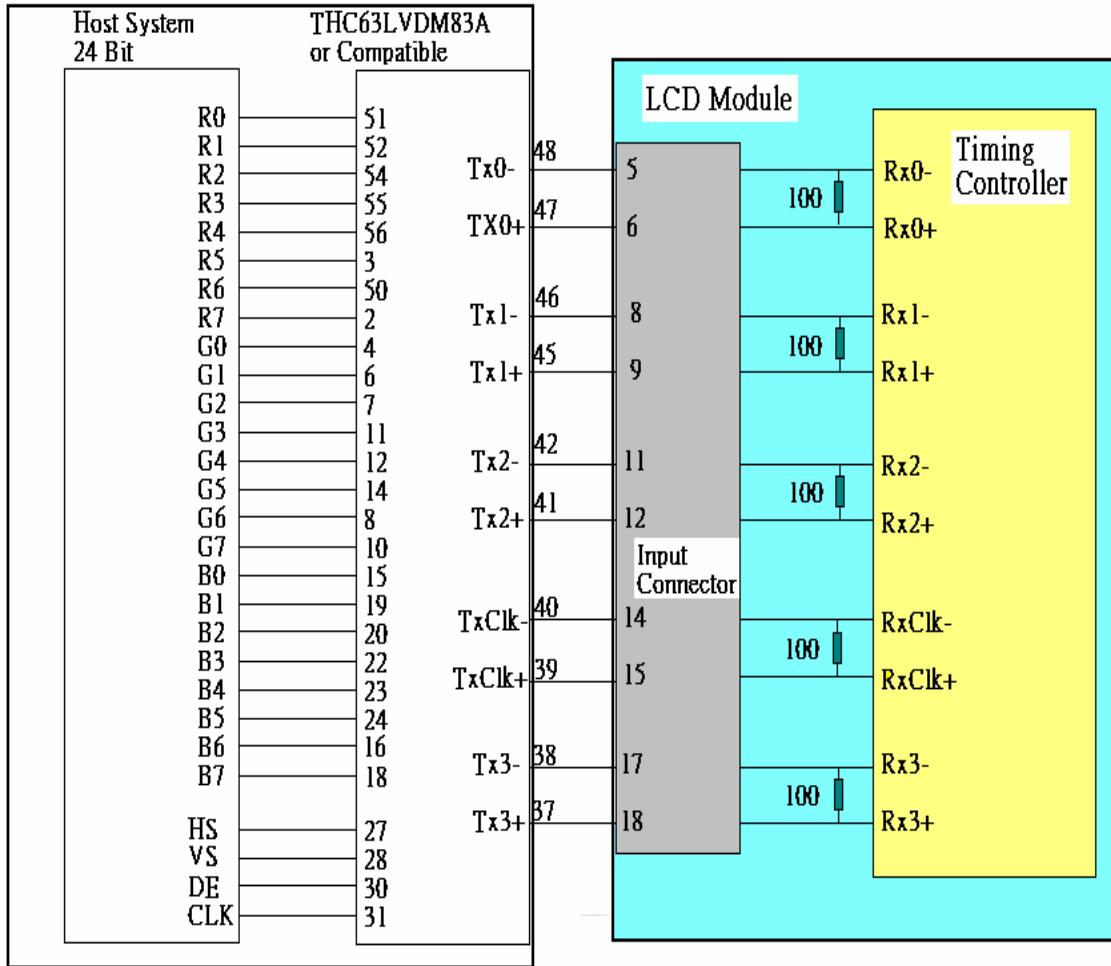 Host System
24 Bit
THC63LVDM83A
or Compatible
R0 51
R1 52
R2 54
R3 55
R4 56
R5 3
R6 50
R7 2
G0 4
G1 6
G2 7
G3 11
G4 12
G5 14
G6 8
G7 10
B0 15
B1 19
B2 20
B3 22
B4 23
B5 24
B6 16
B7 18
HS 27
VS 28
DE 30
CLK 31
Tx0- 48
TX0+ 47
Tx1- 46
Tx1+ 45
Tx2- 42
Tx2+ 41
TxClk- 40
TxClk+ 39
Tx3- 38
Tx3+ 37
LCD Module
5
6
8
9
11
12
Input
Connector
14
15
17
18
100
100
100
100
100
Timing
Controller
Rx0-
Rx0+
Rx1-
Rx1+
Rx2-
Rx2+
RxClk-
RxClk+
Rx3-
Rx3+